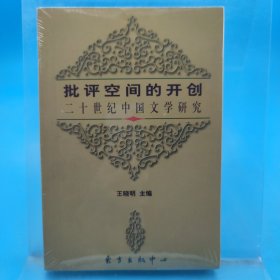 批评空间的开创
二十世纪中国文学研究
王晓明 主编
东方出版中心